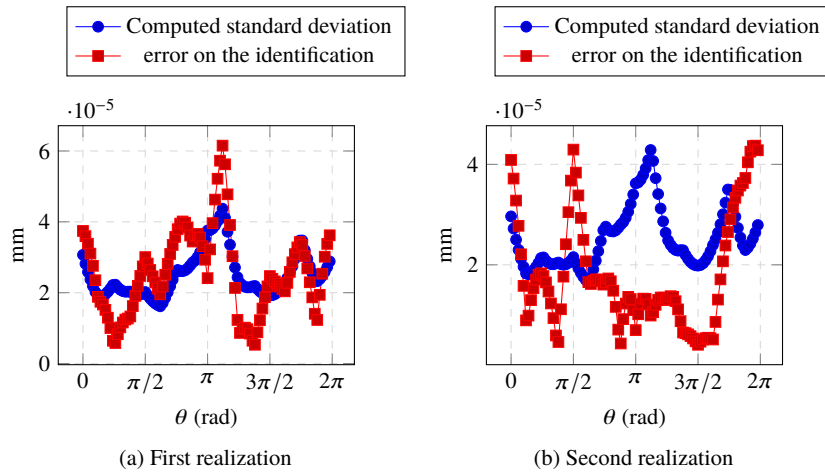 Computed standard deviation
error on the identification
·10⁻⁵
6
4
2
0
mm
0 π/2 π 3π/2 2π
θ (rad)
(a) First realization
Computed standard deviation
error on the identification
·10⁻⁵
4
2
mm
0 π/2 π 3π/2 2π
θ (rad)
(b) Second realization